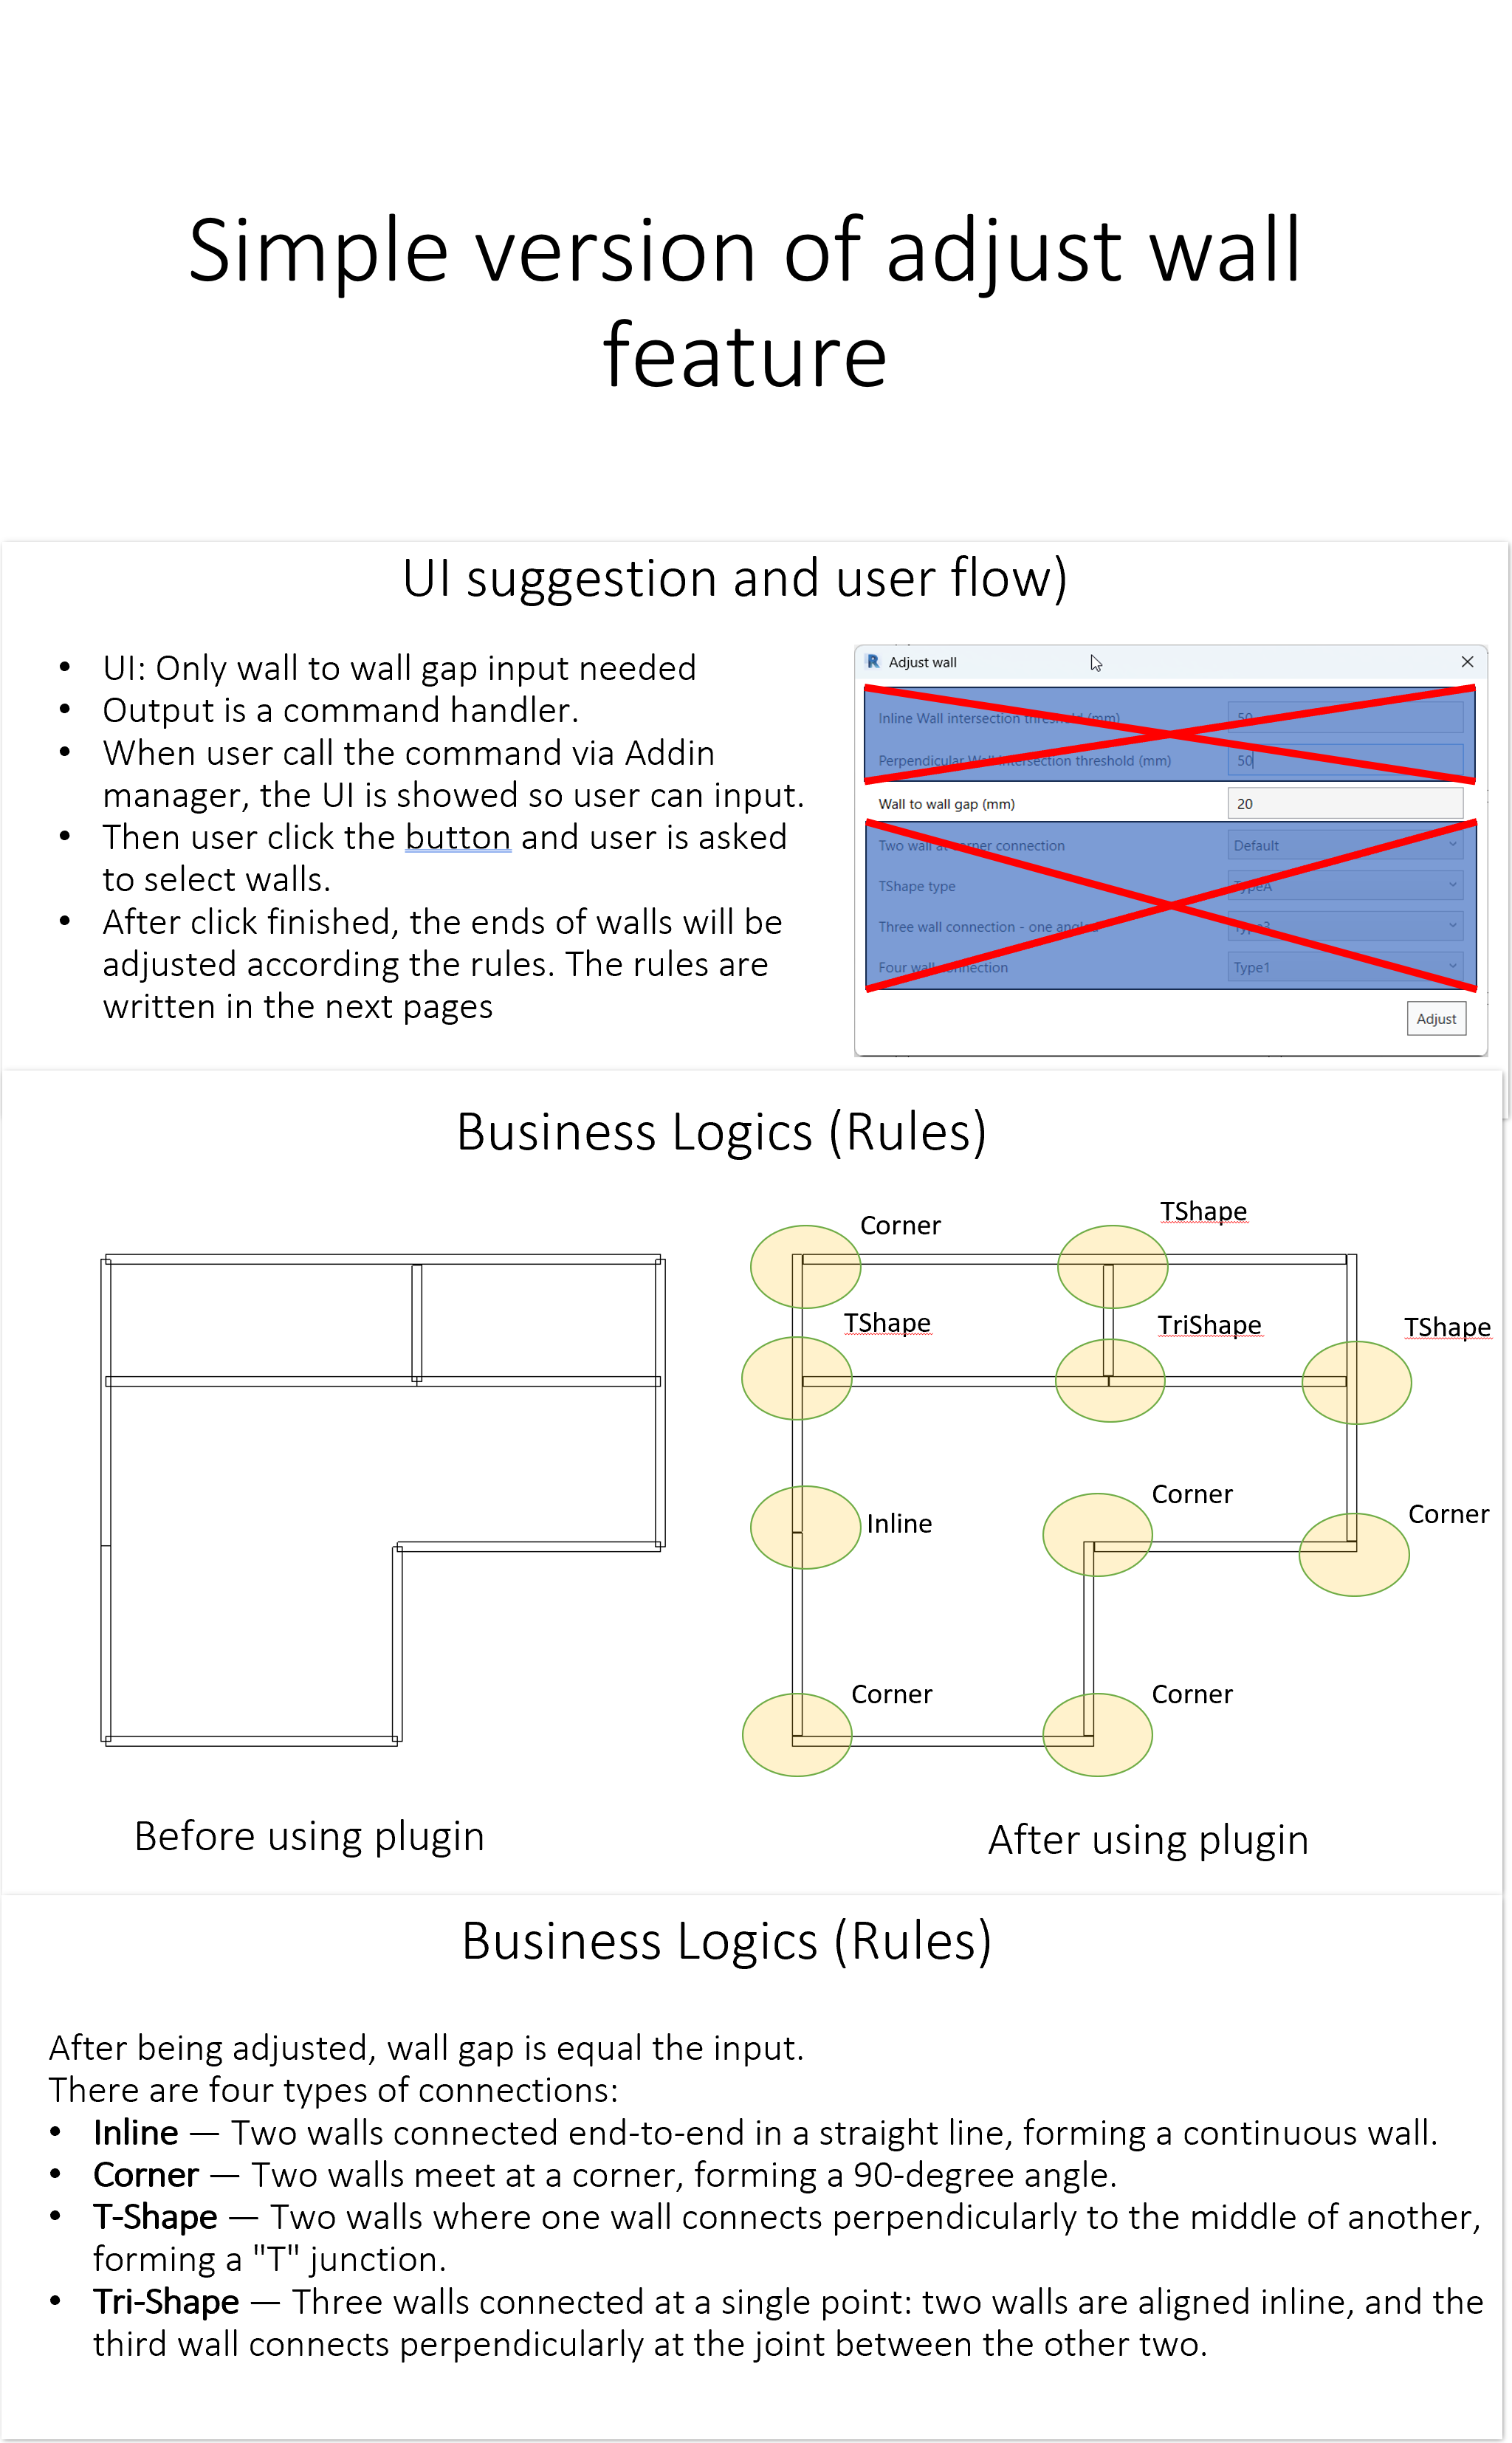 Simple version of adjust wall
feature
UI suggestion and user flow)
• UI: Only wall to wall gap input needed
• Output is a command handler.
• When user call the command via Addin
manager, the UI is showed so user can input.
• Then user click the button and user is asked
to select walls.
• After click finished, the ends of walls will be
adjusted according the rules. The rules are
written in the next pages
R Adjust wall
Inline Wall intersection threshold (mm) 50
Perpendicular Wall intersection threshold (mm) 50
Wall to wall gap (mm) 20
Two wall at corner connection Default
TShape type TypeA
Three wall connection - one angle Type3
Four wall connection Type1
Adjust
Business Logics (Rules)
Corner
TShape
TShape
TriShape
TShape
Inline
Corner
Corner
Corner
Corner
Before using plugin
After using plugin
Business Logics (Rules)
After being adjusted, wall gap is equal the input.
There are four types of connections:
• Inline — Two walls connected end-to-end in a straight line, forming a continuous wall.
• Corner — Two walls meet at a corner, forming a 90-degree angle.
• T-Shape — Two walls where one wall connects perpendicularly to the middle of another,
forming a "T" junction.
• Tri-Shape — Three walls connected at a single point: two walls are aligned inline, and the
third wall connects perpendicularly at the joint between the other two.